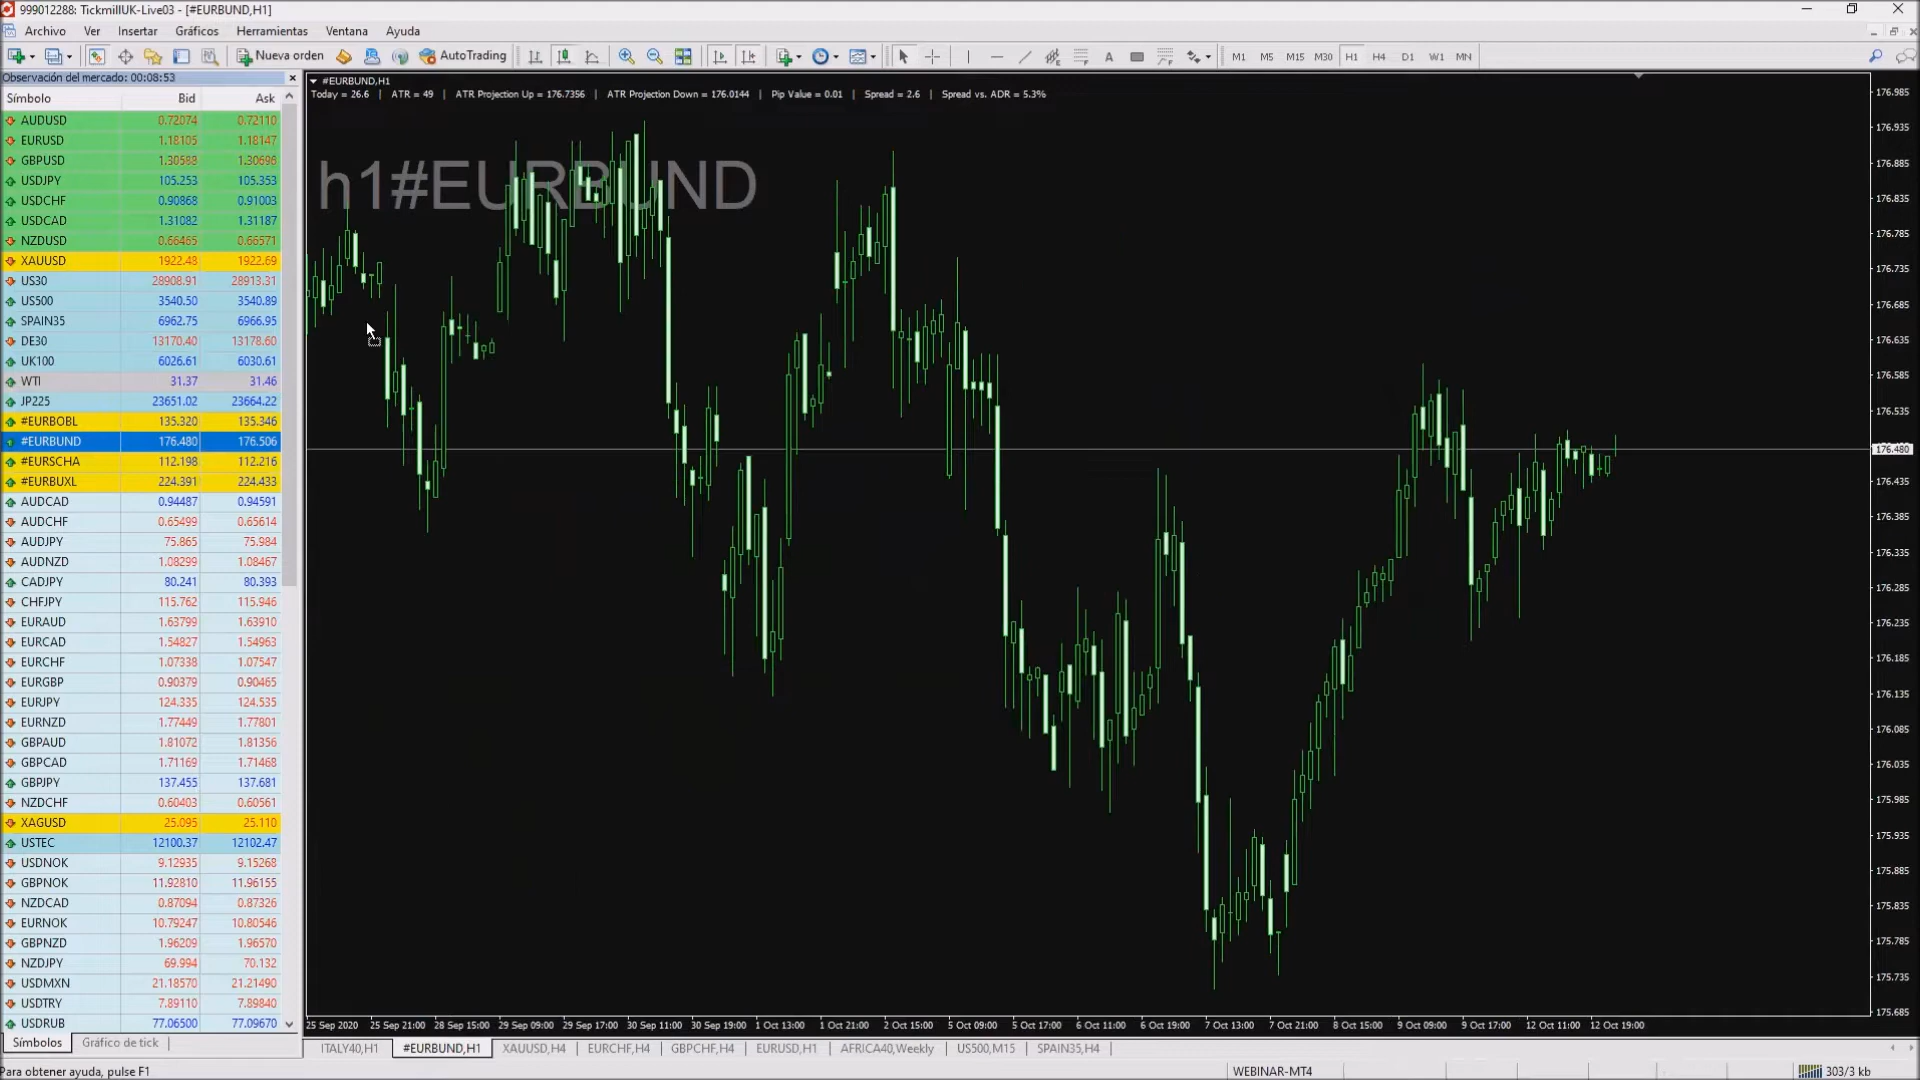 999012288: TickmillUK-Live03 - [#EURBUND,H1]
Archivo Ver Insertar Gráficos Herramientas Ventana Ayuda
Nueva orden AutoTrading A M1 M5 M15 M30 H1 H4 D1 W1 MN
Observación del mercado: 00:08:53
Símbolo Bid Ask
AUDUSD 0.72074 0.72110
EURUSD 1.18105 1.18147
GBPUSD 1.30588 1.30696
USDJPY 105.253 105.353
USDCHF 0.90868 0.91003
USDCAD 1.31082 1.31187
NZDUSD 0.66465 0.66571
XAUUSD 1922.48 1922.69
US30 28908.91 28913.31
US500 3540.50 3540.89
SPAIN35 6962.75 6966.95
DE30 13170.40 13178.60
UK100 6026.61 6030.61
WTI 31.37 31.46
JP225 23651.02 23664.22
#EURBOBL 135.320 135.346
#EURBUND 176.480 176.506
#EURSCHA 112.198 112.216
#EURBUXL 224.391 224.433
AUDCAD 0.94487 0.94591
AUDCHF 0.65499 0.65614
AUDJPY 75.865 75.984
AUDNZD 1.08299 1.08467
CADJPY 80.241 80.393
CHFJPY 115.762 115.946
EURAUD 1.63799 1.63910
EURCAD 1.54827 1.54963
EURCHF 1.07338 1.07547
EURGBP 0.90379 0.90465
EURJPY 124.335 124.535
EURNZD 1.77449 1.77801
GBPAUD 1.81072 1.81356
GBPCAD 1.71169 1.71468
GBPJPY 137.455 137.681
NZDCHF 0.60403 0.60561
XAGUSD 25.095 25.110
USTEC 12100.37 12102.47
USDNOK 9.12935 9.15268
GBPNOK 11.92810 11.96155
NZDCAD 0.87094 0.87326
EURNOK 10.79247 10.80546
GBPNZD 1.96209 1.96570
NZDJPY 69.994 70.132
USDMXN 21.18570 21.21490
USDTRY 7.89110 7.89840
USDRUB 77.06500 77.09670
Símbolos Gráfico de tick
#EURBUND,H1
Today = 26.6 | ATR = 49 | ATR Projection Up = 176.7356 | ATR Projection Down = 176.0144 | Pip Value = 0.01 | Spread = 2.6 | Spread vs. ADR = 5.3%
h1#EURBUND
176.985
176.935
176.885
176.835
176.785
176.735
176.685
176.635
176.585
176.535
176.480
176.435
176.385
176.335
176.285
176.235
176.185
176.135
176.085
176.035
175.985
175.935
175.885
175.835
175.785
175.735
175.685
25 Sep 2020 25 Sep 21:00 28 Sep 15:00 29 Sep 09:00 29 Sep 17:00 30 Sep 11:00 30 Sep 19:00 1 Oct 13:00 1 Oct 21:00 2 Oct 15:00 5 Oct 09:00 5 Oct 17:00 6 Oct 11:00 6 Oct 19:00 7 Oct 13:00 7 Oct 21:00 8 Oct 15:00 9 Oct 09:00 9 Oct 17:00 12 Oct 11:00 12 Oct 19:00
ITALY40,H1 #EURBUND,H1 XAUUSD,H4 EURCHF,H4 GBPCHF,H4 EURUSD,H1 AFRICA40,Weekly US500,M15 SPAIN35,H4
Para obtener ayuda, pulse F1 WEBINAR-MT4 303/3 kb